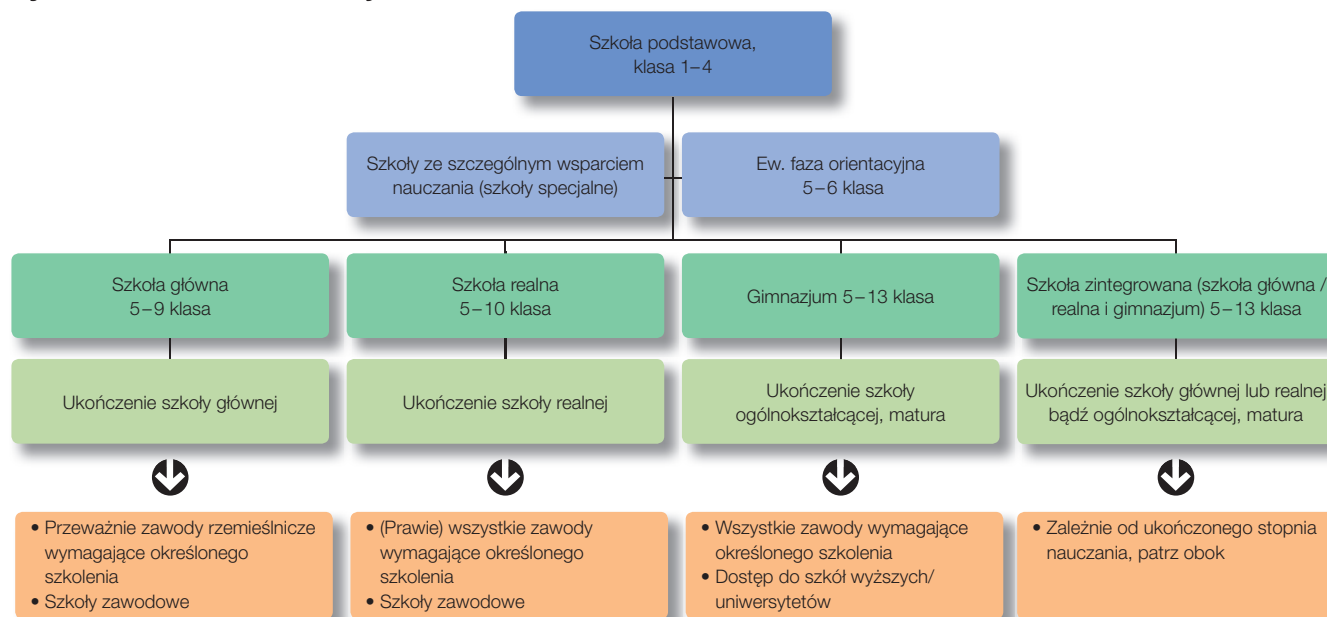 Szkoła podstawowa,
klasa 1–4
Szkoły ze szczególnym wsparciem
nauczania (szkoły specjalne)
Ew. faza orientacyjna
5–6 klasa
Szkoła główna
5–9 klasa
Szkoła realna
5–10 klasa
Gimnazjum 5–13 klasa
Szkoła zintegrowana (szkoła główna /
realna i gimnazjum) 5–13 klasa
Ukończenie szkoły głównej
Ukończenie szkoły realnej
Ukończenie szkoły
ogólnokształcącej, matura
Ukończenie szkoły głównej lub realnej
bądź ogólnokształcącej, matura
• Przeważnie zawody rzemieślnicze
wymagające określonego
szkolenia
• Szkoły zawodowe
• (Prawie) wszystkie zawody
wymagające określonego
szkolenia
• Szkoły zawodowe
• Wszystkie zawody wymagające
określonego szkolenia
• Dostęp do szkół wyższych/
uniwersytetów
• Zależnie od ukończonego stopnia
nauczania, patrz obok